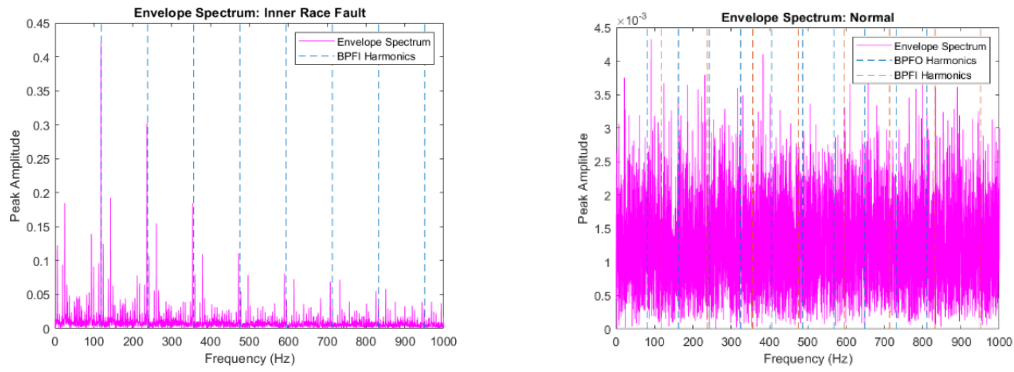 Envelope Spectrum: Inner Race Fault
0.45
0.4
0.35
0.3
0.25
0.2
0.15
0.1
0.05
0
Peak Amplitude
Envelope Spectrum
BPFI Harmonics
0 100 200 300 400 500 600 700 800 900 1000
Frequency (Hz)
Envelope Spectrum: Normal
×10⁻³
4.5
4
3.5
3
2.5
2
1.5
1
0.5
0
Peak Amplitude
Envelope Spectrum
BPFO Harmonics
BPFI Harmonics
0 100 200 300 400 500 600 700 800 900 1000
Frequency (Hz)